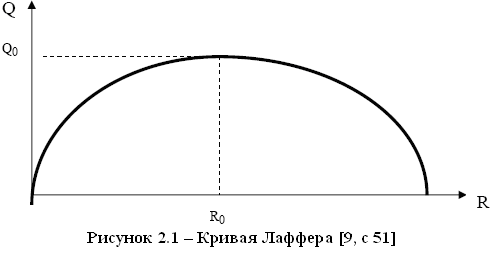 Q
Q0
R
R0
Рисунок 2.1 – Кривая Лаффера [9, с 51]